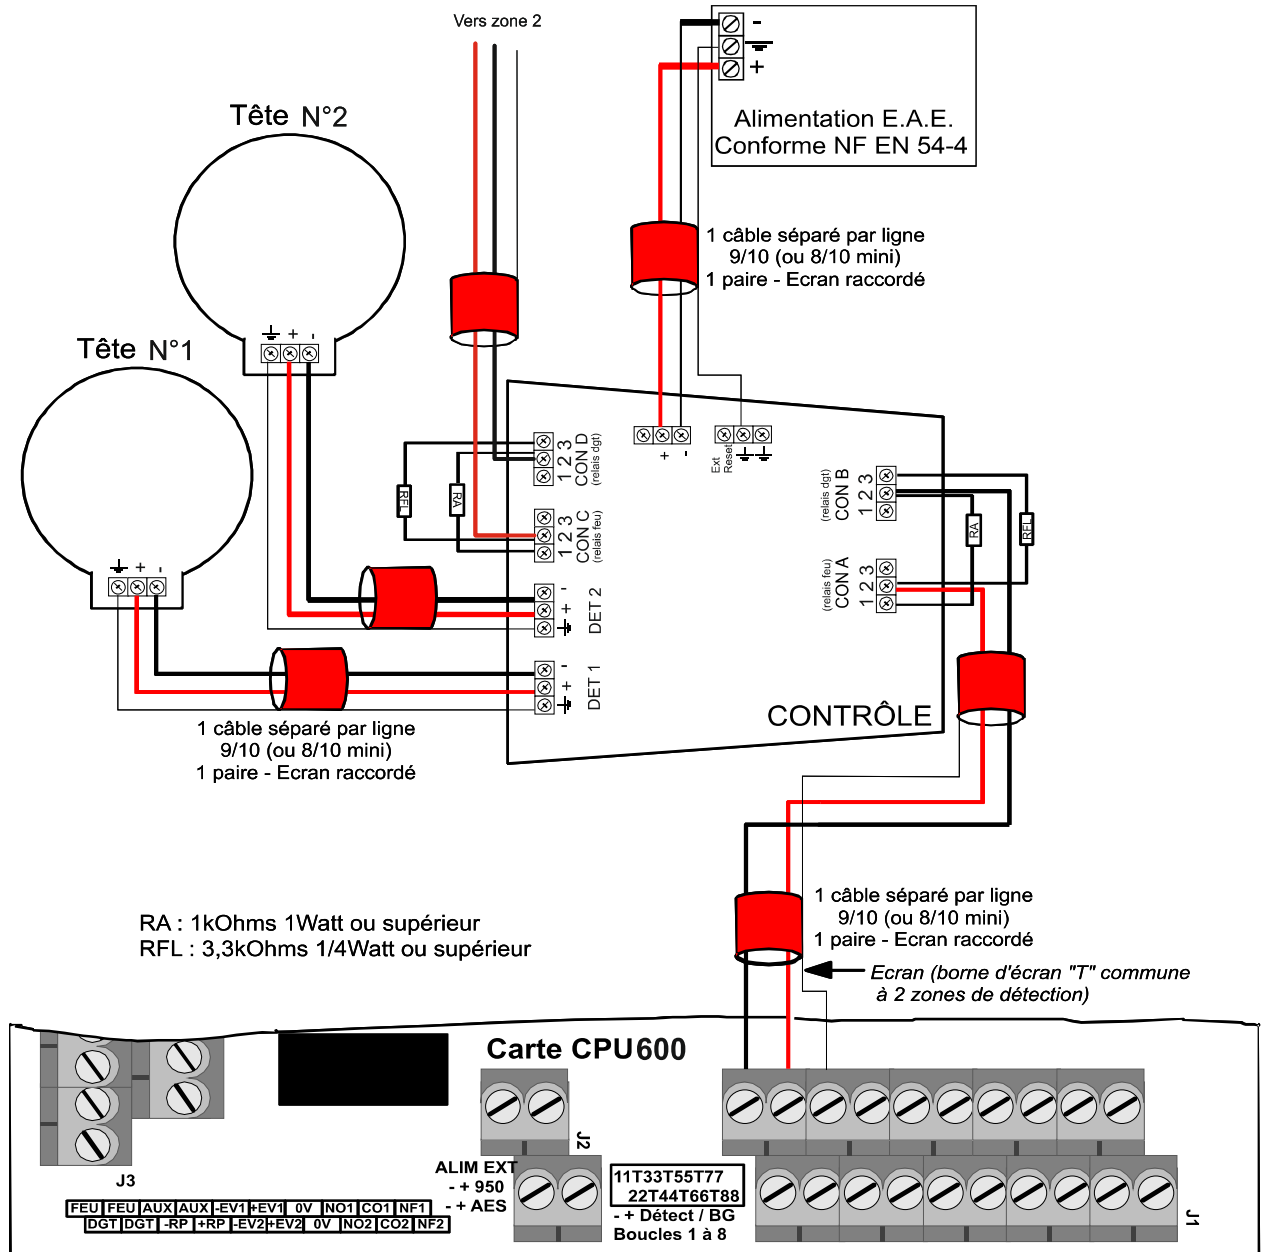 Vers zone 2
-
+
Alimentation E.A.E.
Conforme NF EN 54-4
Tête N°2
+ -
Tête N°1
+ -
1 câble séparé par ligne
9/10 (ou 8/10 mini)
1 paire - Ecran raccordé
+ -
Ext
Reset
1 2 3
CON D
(relais dgt)
1 2 3
CON C
(relais feu)
RFL
RA
- +
DET 2
- +
DET 1
(relais dgt)
CON B
1 2 3
(relais feu)
CON A
1 2 3
RA
RFL
CONTRÔLE
1 câble séparé par ligne
9/10 (ou 8/10 mini)
1 paire - Ecran raccordé
1 câble séparé par ligne
9/10 (ou 8/10 mini)
1 paire - Ecran raccordé
RA : 1kOhms 1Watt ou supérieur
RFL : 3,3kOhms 1/4Watt ou supérieur
Ecran (borne d'écran "T" commune
à 2 zones de détection)
Carte CPU600
J3
J2
J1
ALIM EXT
- + 950
- + AES
11T33T55T77
22T44T66T88
- + Détect / BG
Boucles 1 à 8
FEU FEU AUX AUX -EV1 +EV1 0V NO1 CO1 NF1
DGT DGT -RP +RP -EV2 +EV2 0V NO2 CO2 NF2